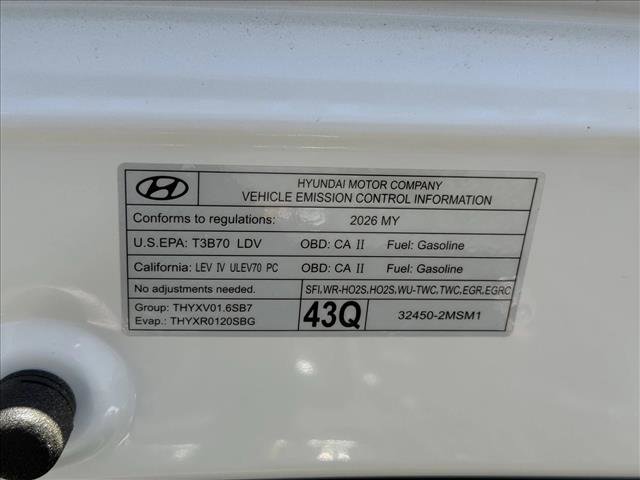 HYUNDAI MOTOR COMPANY
VEHICLE EMISSION CONTROL INFORMATION
Conforms to regulations: 2026 MY
U.S.EPA: T3B70 LDV OBD: CA II Fuel: Gasoline
California: LEV IV ULEV70 PC OBD: CA II Fuel: Gasoline
No adjustments needed. SFI,WR-HO2S,HO2S,WU-TWC,TWC,EGR,EGRC
Group: THYXV01.6SB7
Evap.: THYXR0120SBG
43Q
32450-2MSM1